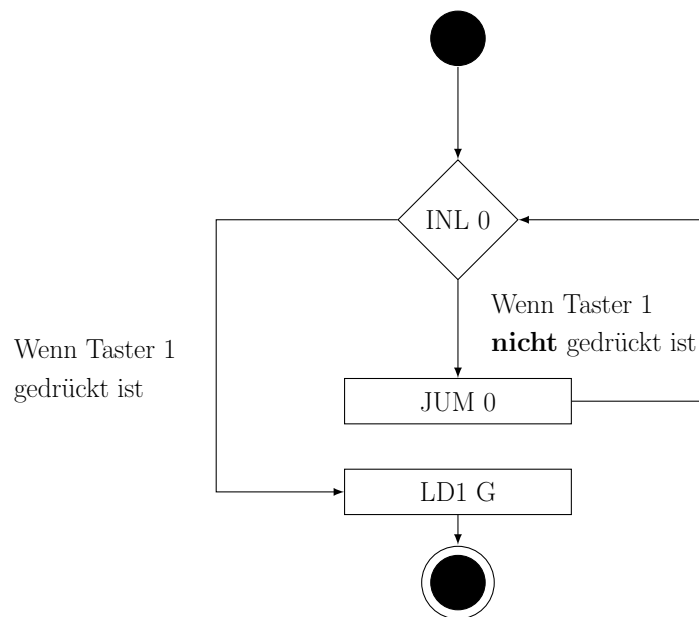 INL 0
Wenn Taster 1
nicht gedrückt ist
Wenn Taster 1
gedrückt ist
JUM 0
LD1 G